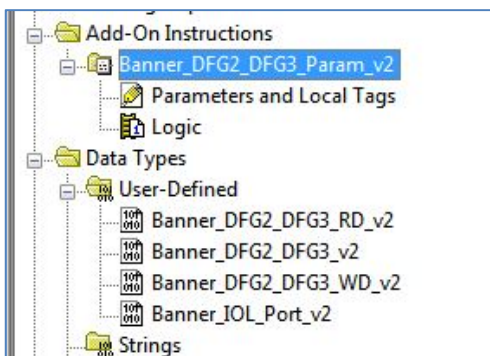 Add-On Instructions
Banner_DFG2_DFG3_Param_v2
Parameters and Local Tags
Logic
Data Types
User-Defined
Banner_DFG2_DFG3_RD_v2
Banner_DFG2_DFG3_v2
Banner_DFG2_DFG3_WD_v2
Banner_IOL_Port_v2
Strings